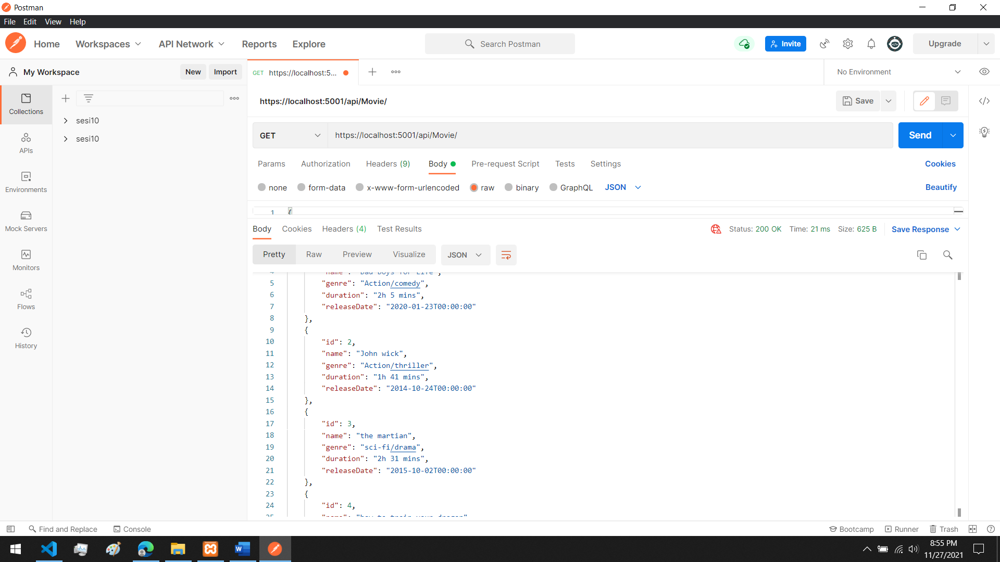 Postman
File Edit View Help
Home Workspaces API Network Reports Explore Search Postman Invite Upgrade
My Workspace New Import GET https://localhost:5... No Environment
Collections
APIs
Environments
Mock Servers
Monitors
Flows
History
sesi10
sesi10
https://localhost:5001/api/Movie/ Save
GET https://localhost:5001/api/Movie/ Send
Params Authorization Headers (9) Body Pre-request Script Tests Settings Cookies
none form-data x-www-form-urlencoded raw binary GraphQL JSON Beautify
1 {
Body Cookies Headers (4) Test Results Status: 200 OK Time: 21 ms Size: 625 B Save Response
Pretty Raw Preview Visualize JSON
4 "name": "Bad Boys for Life",
5 "genre": "Action/comedy",
6 "duration": "2h 5 mins",
7 "releaseDate": "2020-01-23T00:00:00"
8 },
9 {
10 "id": 2,
11 "name": "John wick",
12 "genre": "Action/thriller",
13 "duration": "1h 41 mins",
14 "releaseDate": "2014-10-24T00:00:00"
15 },
16 {
17 "id": 3,
18 "name": "the martian",
19 "genre": "sci-fi/drama",
20 "duration": "2h 31 mins",
21 "releaseDate": "2015-10-02T00:00:00"
22 },
23 {
24 "id": 4,
25 "name": "how to train your dragon"
Find and Replace Console Bootcamp Runner Trash
8:55 PM
11/27/2021